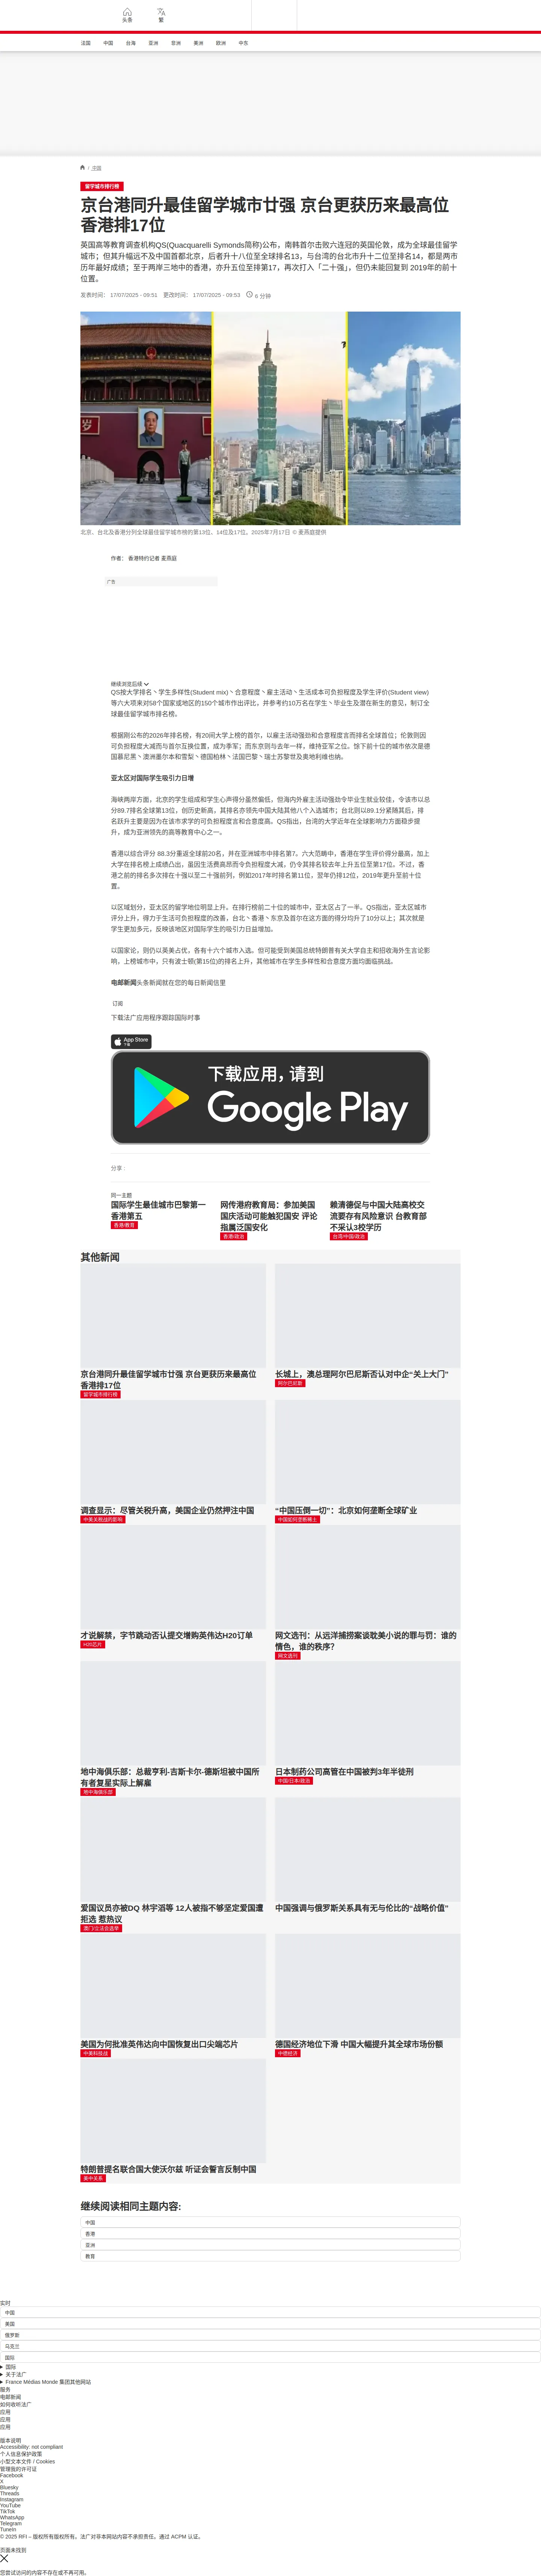 头条
繁
法国
中国
台海
亚洲
非洲
美洲
欧洲
中东
/ 中国
留学城市排行榜
京台港同升最佳留学城市廿强 京台更获历来最高位
香港排17位
英国高等教育调查机构QS(Quacquarelli Symonds简称)公布，南韩首尔击败六连冠的英国伦敦，成为全球最佳留学
城市；但其升幅远不及中国首都北京，后者升十八位至全球排名13，与台湾的台北市升十二位至排名14，都是两市
历年最好成绩；至于两岸三地中的香港，亦升五位至排第17，再次打入「二十强」，但仍未能回复到 2019年的前十
位置。
发表时间： 17/07/2025 - 09:51 更改时间： 17/07/2025 - 09:53 6 分钟
北京、台北及香港分列全球最佳留学城市榜的第13位、14位及17位。2025年7月17日 © 麦燕庭提供
作者： 香港特约记者 麦燕庭
广告
继续浏览后续
QS按大学排名丶学生多样性(Student mix)丶合意程度丶雇主活动丶生活成本可负担程度及学生评价(Student view)
等六大项来对58个国家或地区的150个城市作出评比，并参考约10万名在学生丶毕业生及潜在新生的意见，制订全
球最佳留学城市排名榜。
根据刚公布的2026年排名榜，有20间大学上榜的首尔，以雇主活动强劲和合意程度言而排名全球首位；伦敦则因
可负担程度大减而与首尔互换位置，成为季军；而东京则与去年一样，维持亚军之位。馀下前十位的城市依次是德
国慕尼黑丶澳洲墨尔本和雪梨丶德国柏林丶法国巴黎丶瑞士苏黎世及奥地利维也纳。
亚太区对国际学生吸引力日增
海峡两岸方面，北京的学生组成和学生心声得分虽然偏低，但海内外雇主活动强劲令毕业生就业较佳，令该市以总
分89.7排名全球第13位，创历史新高，其排名亦领先中国大陆其他八个入选城市；台北则以89.1分紧随其后，排
名跃升主要是因为在该市求学的可负担程度言和合意度高。QS指出，台湾的大学近年在全球影响力方面稳步提
升，成为亚洲领先的高等教育中心之一。
香港以综合评分 88.3分重返全球前20名，并在亚洲城市中排名第7。六大范畴中，香港在学生评价得分最高，加上
大学在排名榜上成绩凸出，虽因生活费高昂而令负担程度大减，仍令其排名较去年上升五位至第17位。不过，香
港之前的排名多次排在十强以至二十强前列，例如2017年时排名第11位，翌年仍排12位，2019年更升至前十位
置。
以区域划分，亚太区的留学地位明显上升。在排行榜前二十位的城市中，亚太区占了一半。QS指出，亚太区城市
评分上升，得力于生活可负担程度的改善，台北丶香港丶东京及首尔在这方面的得分均升了10分以上；其次就是
学生更加多元，反映该地区对国际学生的吸引力日益增加。
以国家论，则仍以英美占优，各有十六个城市入选。但可能受到美国总统特朗普有关大学自主和招收海外生言论影
响，上榜城市中，只有波士顿(第15位)的排名上升，其他城市在学生多样性和合意度方面均面临挑战。
电邮新闻头条新闻就在您的每日新闻信里
订阅
下载法广应用程序跟踪国际时事
App Store
下载
下载应用，请到
Google Play
分享 :
同一主题
国际学生最佳城市巴黎第一
香港第五
香港/教育
网传港府教育局：参加美国
国庆活动可能触犯国安 评论
指属泛国安化
香港/政治
赖清德促与中国大陆高校交
流要存有风险意识 台教育部
不采认3校学历
台湾/中国/政治
其他新闻
京台港同升最佳留学城市廿强 京台更获历来最高位
香港排17位
留学城市排行榜
长城上，澳总理阿尔巴尼斯否认对中企“关上大门”
阿尔巴尼斯
调查显示：尽管关税升高，美国企业仍然押注中国
中美关税战的影响
“中国压倒一切”：北京如何垄断全球矿业
中国如何垄断稀土
才说解禁，字节跳动否认提交增购英伟达H20订单
H20芯片
网文选刊：从远洋捕捞案谈耽美小说的罪与罚：谁的
情色，谁的秩序？
网文选刊
地中海俱乐部：总裁亨利-吉斯卡尔-德斯坦被中国所
有者复星实际上解雇
地中海俱乐部
日本制药公司高管在中国被判3年半徒刑
中国/日本/政治
爱国议员亦被DQ 林宇滔等 12人被指不够坚定爱国遭
拒选 惹热议
澳门/立法会选举
中国强调与俄罗斯关系具有无与伦比的“战略价值”
美国为何批准英伟达向中国恢复出口尖端芯片
中美科技战
德国经济地位下滑 中国大幅提升其全球市场份额
中德经济
特朗普提名联合国大使沃尔兹 听证会誓言反制中国
美中关系
继续阅读相同主题内容:
中国
香港
亚洲
教育
实时
中国
美国
俄罗斯
乌克兰
国际
国际
关于法广
France Médias Monde 集团其他网站
服务
电邮新闻
如何收听法广
应用
应用
应用
版本说明
Accessibility: not compliant
个人信息保护政策
小型文本文件 / Cookies
管理我的许可证
Facebook
X
Bluesky
Threads
Instagram
YouTube
TikTok
WhatsApp
Telegram
TuneIn
© 2025 RFI – 版权所有版权所有。法广对非本网站内容不承担责任。通过 ACPM 认证。
页面未找到
您尝试访问的内容不存在或不再可用。